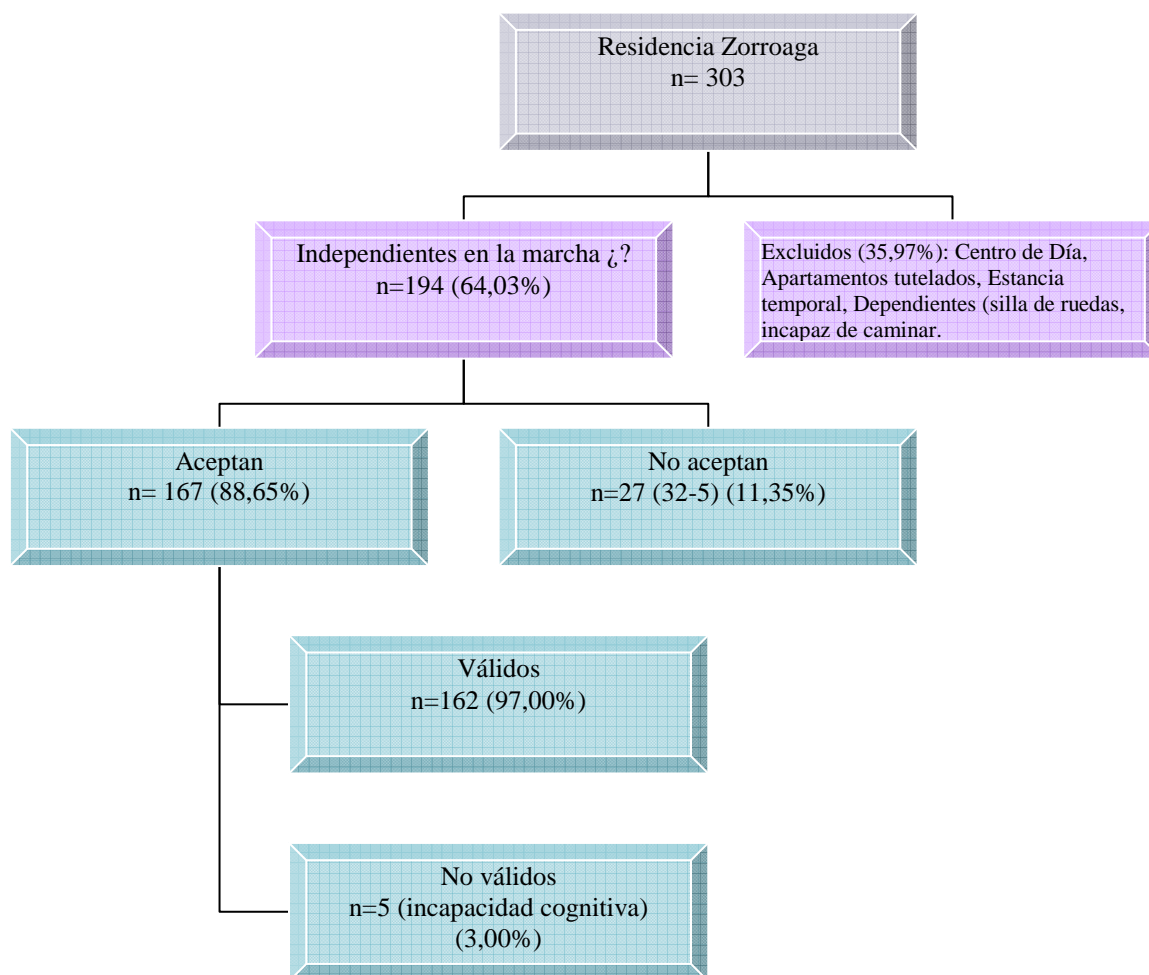 Residencia Zorroaga
n= 303
Independientes en la marcha ¿?
n=194 (64,03%)
Excluidos (35,97%): Centro de Día,
Apartamentos tutelados, Estancia
temporal, Dependientes (silla de ruedas,
incapaz de caminar.
Aceptan
n= 167 (88,65%)
No aceptan
n=27 (32-5) (11,35%)
Válidos
n=162 (97,00%)
No válidos
n=5 (incapacidad cognitiva)
(3,00%)